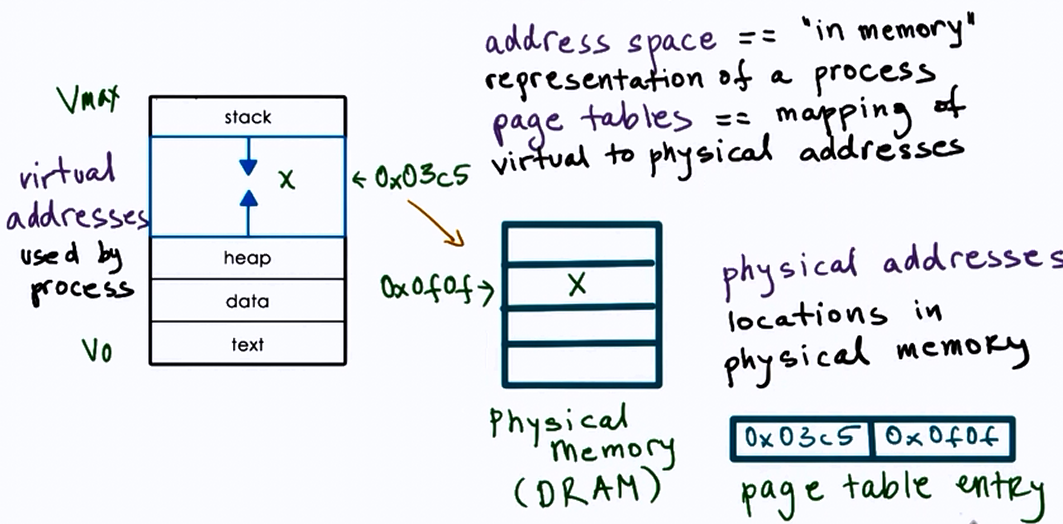 address space == "in memory"
representation of a process
page tables == mapping of
virtual to physical addresses
Vmax
stack
virtual
addresses
used by
process
X
← 0x03c5
heap
data
text
V0
0x0f0f →
X
Physical
Memory
(DRAM)
physical addresses
locations in
physical memory
0x03c5 0x0f0f
page table entry